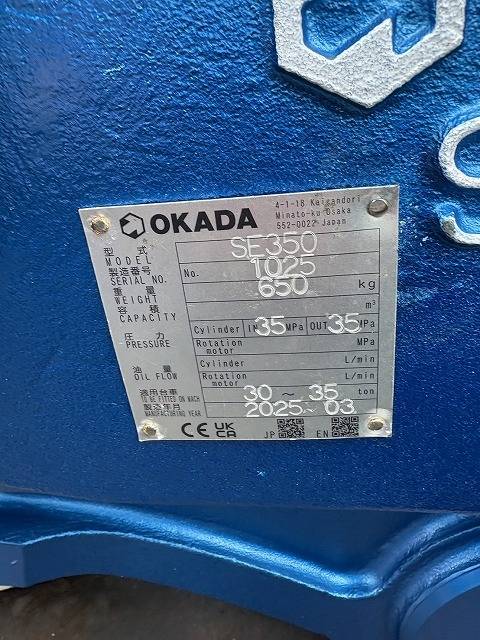 OKADA
4-1-18 Kaigandori
Minato-ku Osaka
552-0022 Japan
型式
MODEL
SE350
製造番号
SERIAL NO.
No. 1025
重量
WEIGHT
650 kg
容積
CAPACITY
m³
圧力
PRESSURE
Cylinder IN 35 MPa OUT 35 MPa
Rotation motor MPa
油量
OIL FLOW
Cylinder L/min
Rotation motor L/min
適用台車
TO BE FITTED ON MACH
30 ~ 35 ton
製造年月
MANUFACTURING YEAR
2025-03
CE UK CA JP EN
S